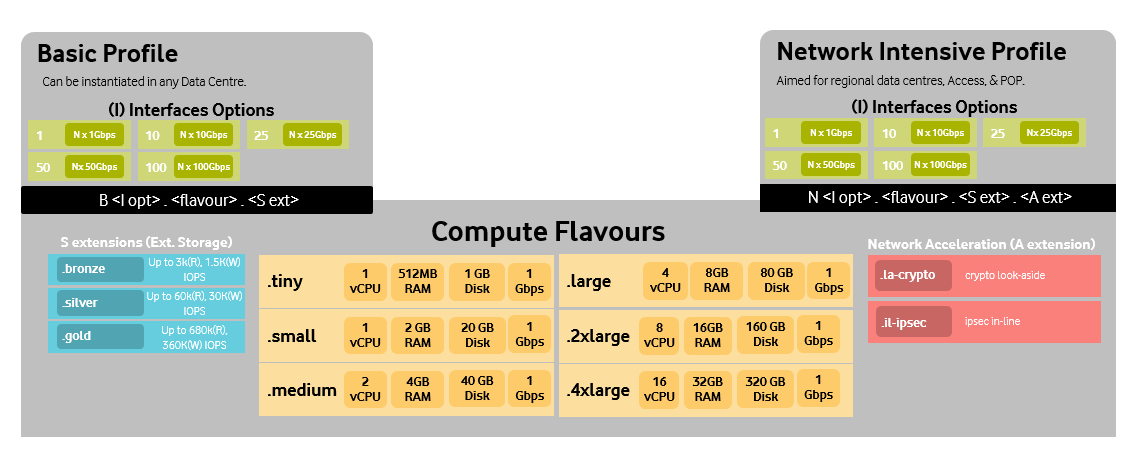 Basic Profile
Can be instantiated in any Data Centre.
(I) Interfaces Options
1 N x 1Gbps 10 N x 10Gbps 25 N x 25Gbps
50 Nx 50Gbps 100 N x 100Gbps
B <I opt> . <flavour> . <S ext>
Network Intensive Profile
Aimed for regional data centres, Access, & POP.
(I) Interfaces Options
1 N x 1Gbps 10 N x 10Gbps 25 Nx 25Gbps
50 N x 50Gbps 100 N x 100Gbps
N <I opt> . <flavour> . <S ext> . <A ext>
S extensions (Ext. Storage)
.bronze Up to 3k(R), 1.5K(W)
IOPS
.silver Up to 60k(R), 30K(W)
IOPS
.gold Up to 680k(R),
360K(W) IOPS
Compute Flavours
.tiny 1 vCPU 512MB RAM 1 GB Disk 1 Gbps
.small 1 vCPU 2 GB RAM 20 GB Disk 1 Gbps
.medium 2 vCPU 4GB RAM 40 GB Disk 1 Gbps
.large 4 vCPU 8GB RAM 80 GB Disk 1 Gbps
.2xlarge 8 vCPU 16GB RAM 160 GB Disk 1 Gbps
.4xlarge 16 vCPU 32GB RAM 320 GB Disk 1 Gbps
Network Acceleration (A extension)
.la-crypto crypto look-aside
.il-ipsec ipsec in-line